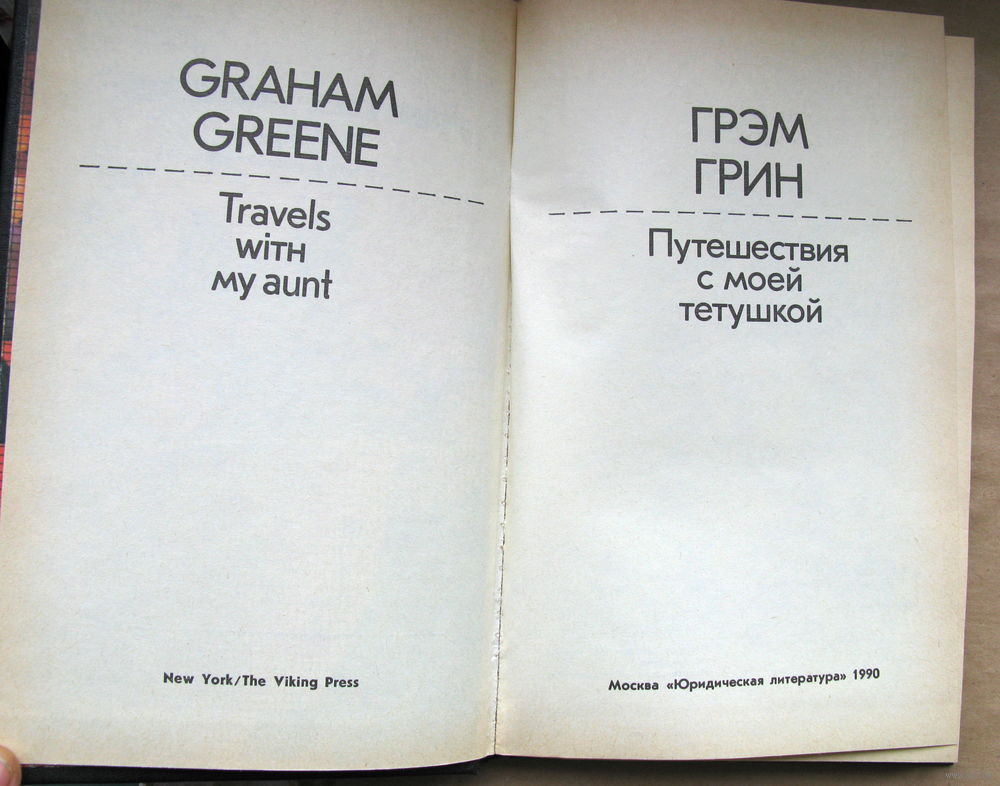 GRAHAM
GREENE
Travels
with
my aunt
New York/The Viking Press
ГРЭМ
ГРИН
Путешествия
с моей
тетушкой
Москва «Юридическая литература» 1990